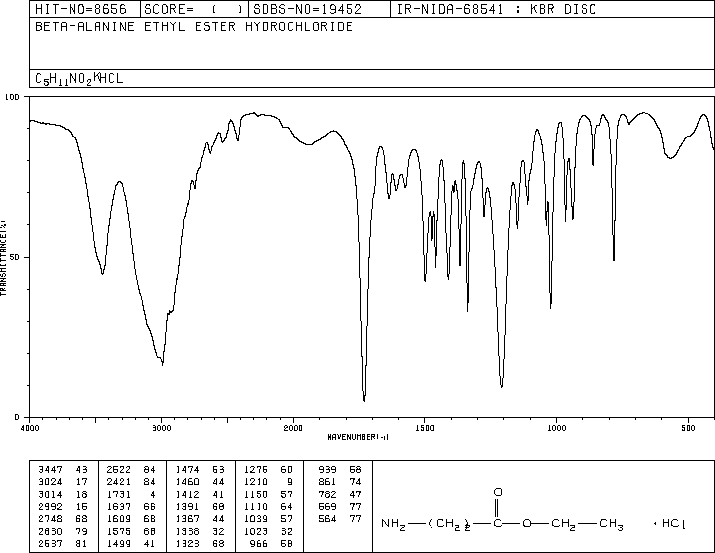 HIT-NO=8656 SCORE= ( ) SDBS-NO=19452 IR-NIDA-68541 : KBR DISC
BETA-ALANINE ETHYL ESTER HYDROCHLORIDE
C5H11NO2*HCL
100
TRANSMITTANCE(%)
50
0
4000 3000 2000 1500 1000 500
WAVENUMBER(-1)
3447 43 2522 84 1474 53 1276 60 939 58
3024 17 2421 84 1460 44 1210 9 861 74
3014 18 1731 4 1412 41 1150 57 782 47
2992 16 1637 66 1391 68 1110 64 569 77
2748 68 1609 66 1367 44 1039 57 564 77
2630 79 1575 68 1338 32 1023 32
2537 81 1499 41 1323 68 966 58
O
NH2—(CH2)2—C—O—CH2—CH3 · HCl